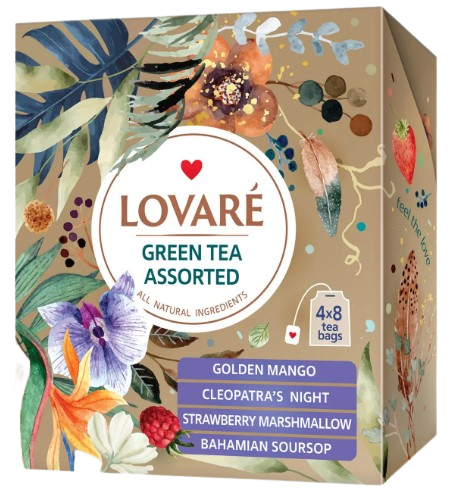 LOVARÉ
GREEN TEA
ASSORTED
ALL NATURAL INGREDIENTS
feel the love
4x8
tea
bags
GOLDEN MANGO
CLEOPATRA'S NIGHT
STRAWBERRY MARSHMALLOW
BAHAMIAN SOURSOP